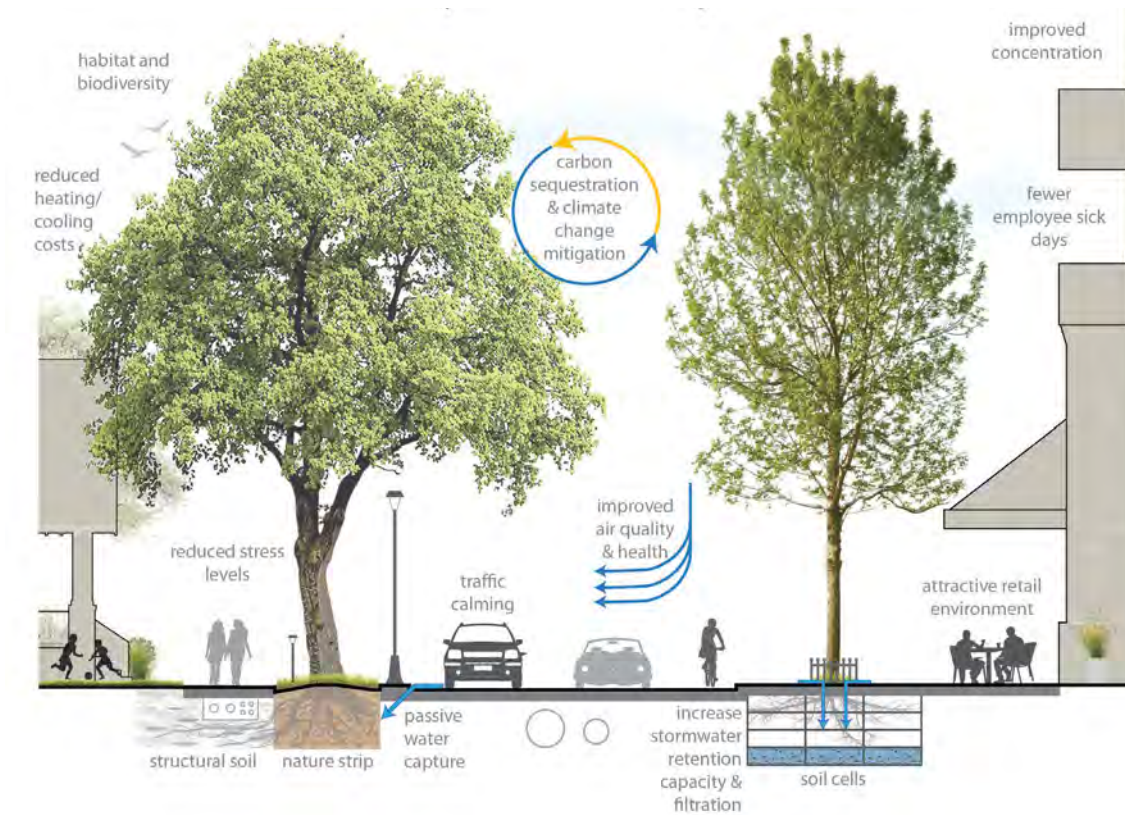 habitat and
biodiversity
improved
concentration
reduced
heating/
cooling
costs
carbon
sequestration
& climate
change
mitigation
fewer
employee sick
days
improved
air quality
& health
reduced stress
levels
traffic
calming
attractive retail
environment
structural soil
nature strip
passive
water
capture
increase
stormwater
retention
capacity &
filtration
soil cells